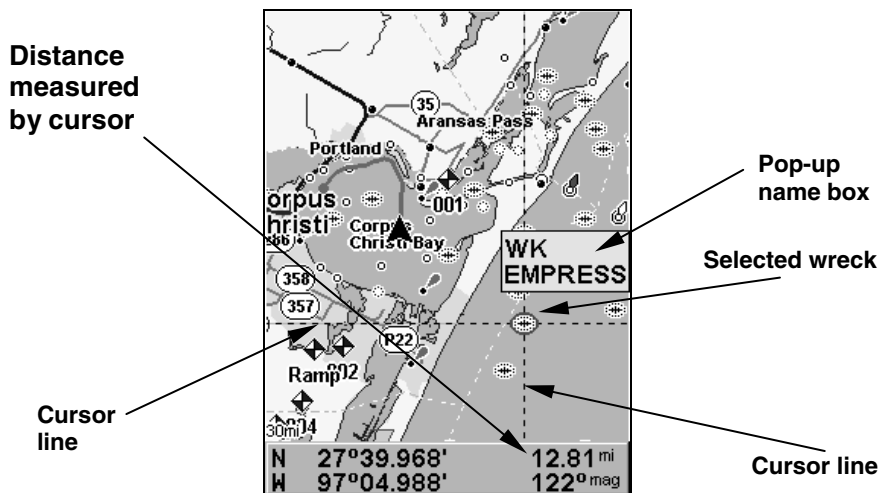 Distance
measured
by cursor
35
Aransas Pass
Portland
Pop-up
name box
001
orpus
hristi
Corpus
Christi Bay
WK
EMPRESS
Selected wreck
358
357
P22
Ramp
002
Cursor
line
30mi
N 27°39.968' 12.81 mi
W 97°04.988' 122° mag
Cursor line